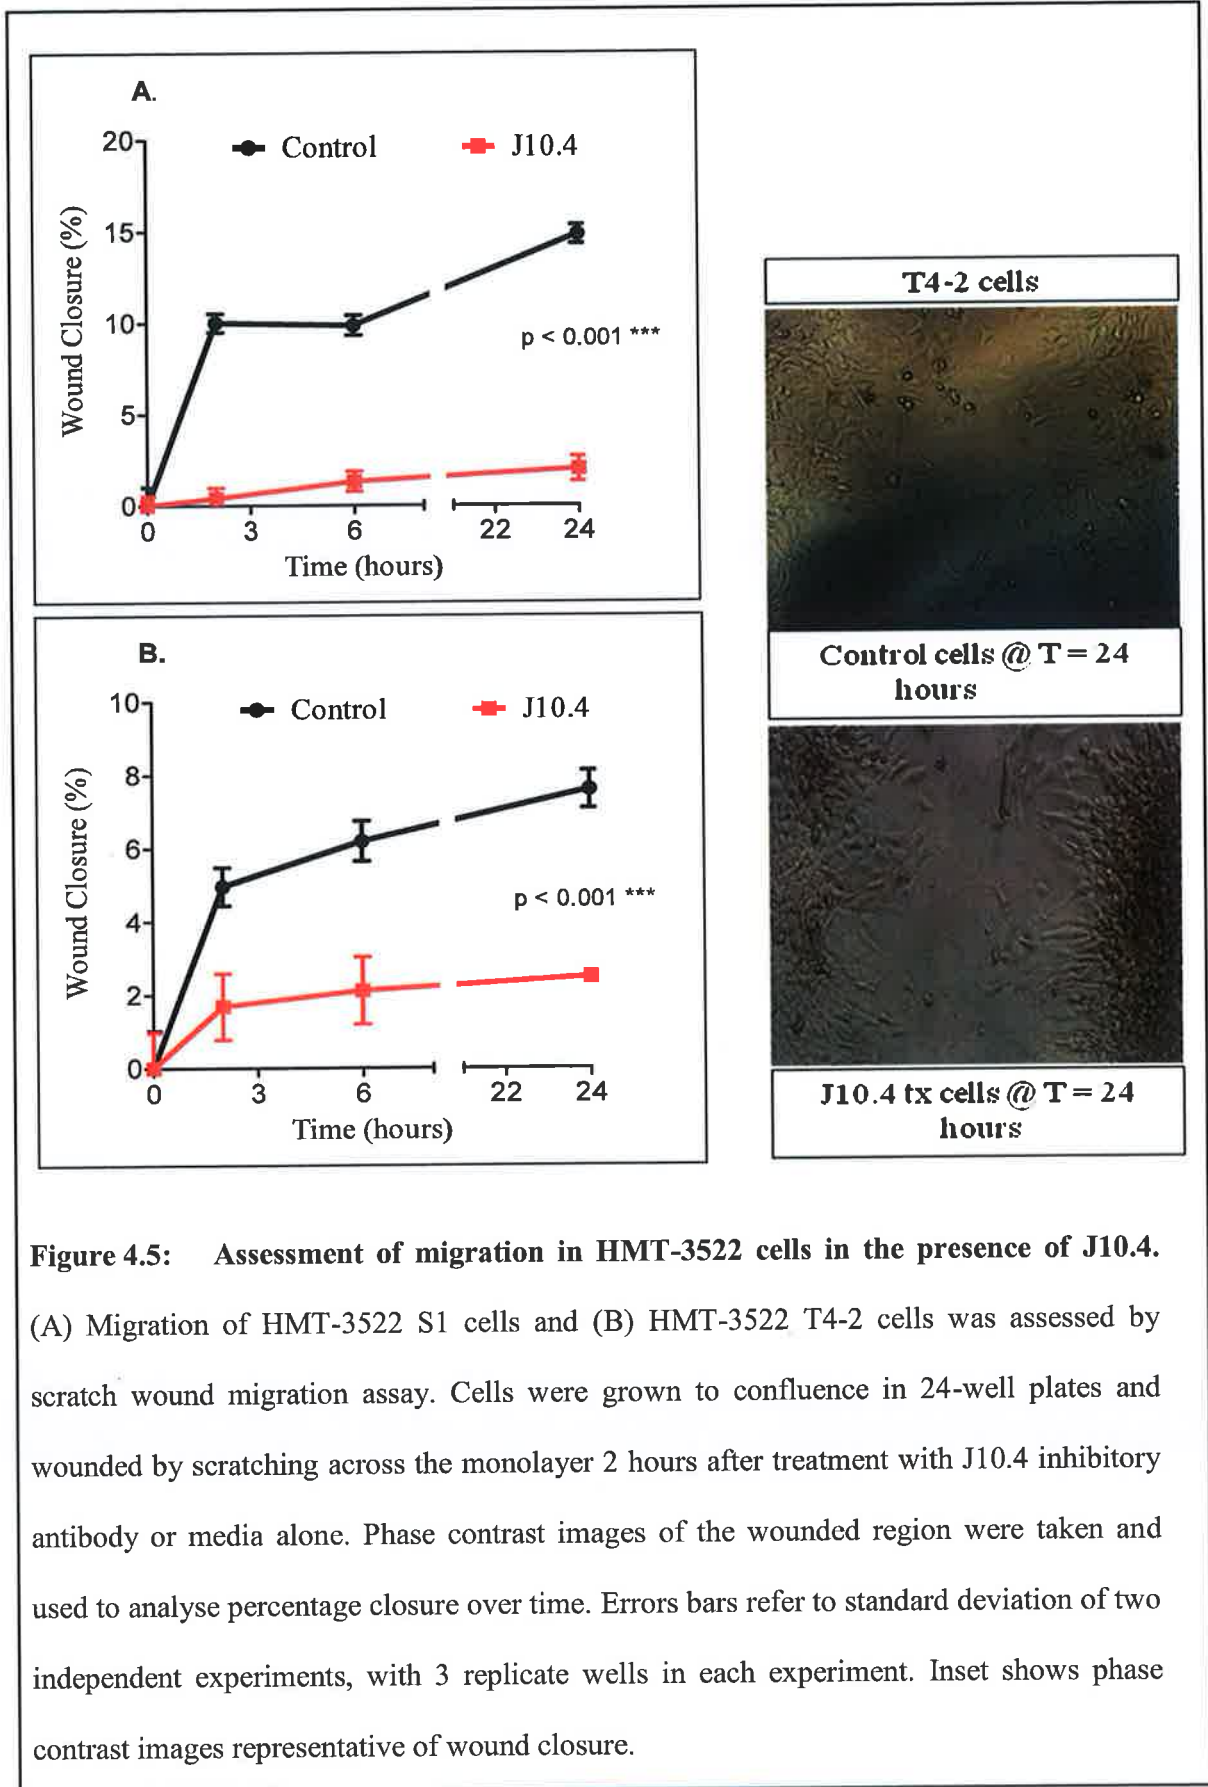 A.
Control
J10.4
20
15
10
5
0
Wound Closure (%)
p < 0.001 ***
0 3 6 22 24
Time (hours)
B.
Control
J10.4
10
8
6
4
2
0
Wound Closure (%)
p < 0.001 ***
0 3 6 22 24
Time (hours)
T4-2 cells
Control cells @ T = 24
hours
J10.4 tx cells @ T = 24
hours
Figure 4.5: Assessment of migration in HMT-3522 cells in the presence of J10.4.
(A) Migration of HMT-3522 S1 cells and (B) HMT-3522 T4-2 cells was assessed by
scratch wound migration assay. Cells were grown to confluence in 24-well plates and
wounded by scratching across the monolayer 2 hours after treatment with J10.4 inhibitory
antibody or media alone. Phase contrast images of the wounded region were taken and
used to analyse percentage closure over time. Errors bars refer to standard deviation of two
independent experiments, with 3 replicate wells in each experiment. Inset shows phase
contrast images representative of wound closure.